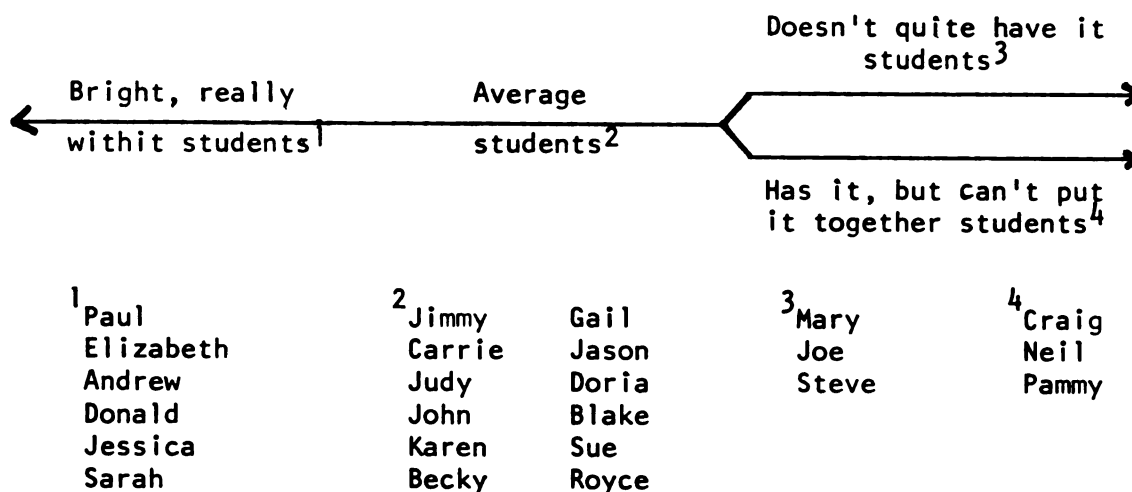 Doesn't quite have it
students3
Bright, really
withit students1
Average
students2
Has it, but can't put
it together students4
1Paul
Elizabeth
Andrew
Donald
Jessica
Sarah
2Jimmy Gail
Carrie Jason
Judy Doria
John Blake
Karen Sue
Becky Royce
3Mary
Joe
Steve
4Craig
Neil
Pammy